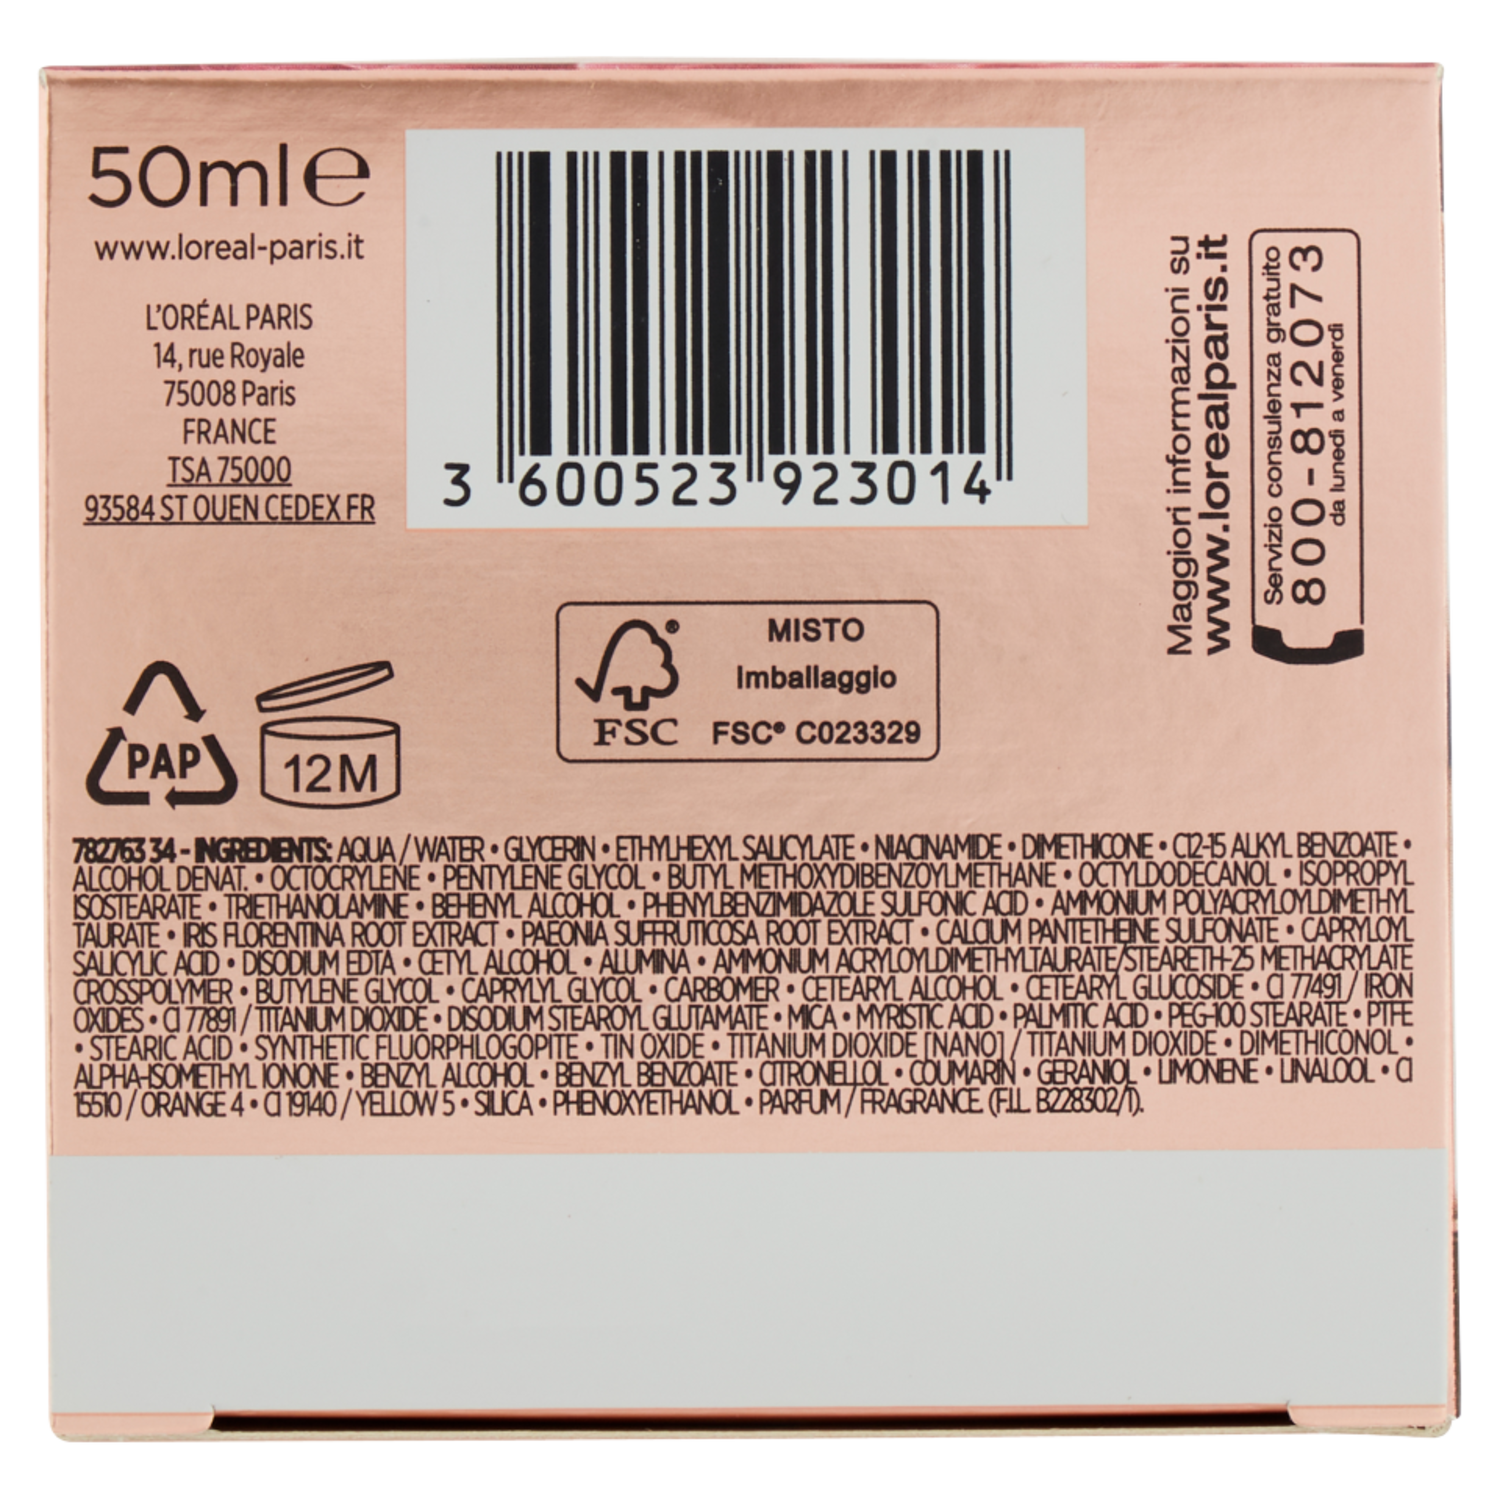 50ml e
www.loreal-paris.it
L'ORÉAL PARIS
14, rue Royale
75008 Paris
FRANCE
TSA 75000
93584 ST OUEN CEDEX FR
3 600523 923014
Maggiori informazioni su
www.lorealparis.it
Servizio consulenza gratuito
800-812073
da lunedì a venerdì
MISTO
Imballaggio
FSC® C023329
® FSC
PAP
12M
782763 34 - INGREDIENTS: AQUA / WATER • GLYCERIN • ETHYLHEXYL SALICYLATE • NIACINAMIDE • DIMETHICONE • C12-15 ALKYL BENZOATE •
ALCOHOL DENAT. • OCTOCRYLENE • PENTYLENE GLYCOL • BUTYL METHOXYDIBENZOYLMETHANE • OCTYLDODECANOL • ISOPROPYL
ISOSTEARATE • TRIETHANOLAMINE • BEHENYL ALCOHOL • PHENYLBENZIMIDAZOLE SULFONIC ACID • AMMONIUM POLYACRYLOYLDIMETHYL
TAURATE • IRIS FLORENTINA ROOT EXTRACT • PAEONIA SUFFRUTICOSA ROOT EXTRACT • CALCIUM PANTETHEINE SULFONATE • CAPRYLOYL
SALICYLIC ACID • DISODIUM EDTA • CETYL ALCOHOL • ALUMINA • AMMONIUM ACRYLOYLDIMETHYLTAURATE/STEARETH-25 METHACRYLATE
CROSSPOLYMER • BUTYLENE GLYCOL • CAPRYLYL GLYCOL • CARBOMER • CETEARYL ALCOHOL • CETEARYL GLUCOSIDE • CI 77491 / IRON
OXIDES • CI 77891 / TITANIUM DIOXIDE • DISODIUM STEAROYL GLUTAMATE • MICA • MYRISTIC ACID • PALMITIC ACID • PEG-100 STEARATE • PTFE
• STEARIC ACID • SYNTHETIC FLUORPHLOGOPITE • TIN OXIDE • TITANIUM DIOXIDE [NANO] / TITANIUM DIOXIDE • DIMETHICONOL •
ALPHA-ISOMETHYL IONONE • BENZYL ALCOHOL • BENZYL BENZOATE • CITRONELLOL • COUMARIN • GERANIOL • LIMONENE • LINALOOL • CI
15510 / ORANGE 4 • CI 19140 / YELLOW 5 • SILICA • PHENOXYETHANOL • PARFUM / FRAGRANCE. (F.I.L. B228302/1).